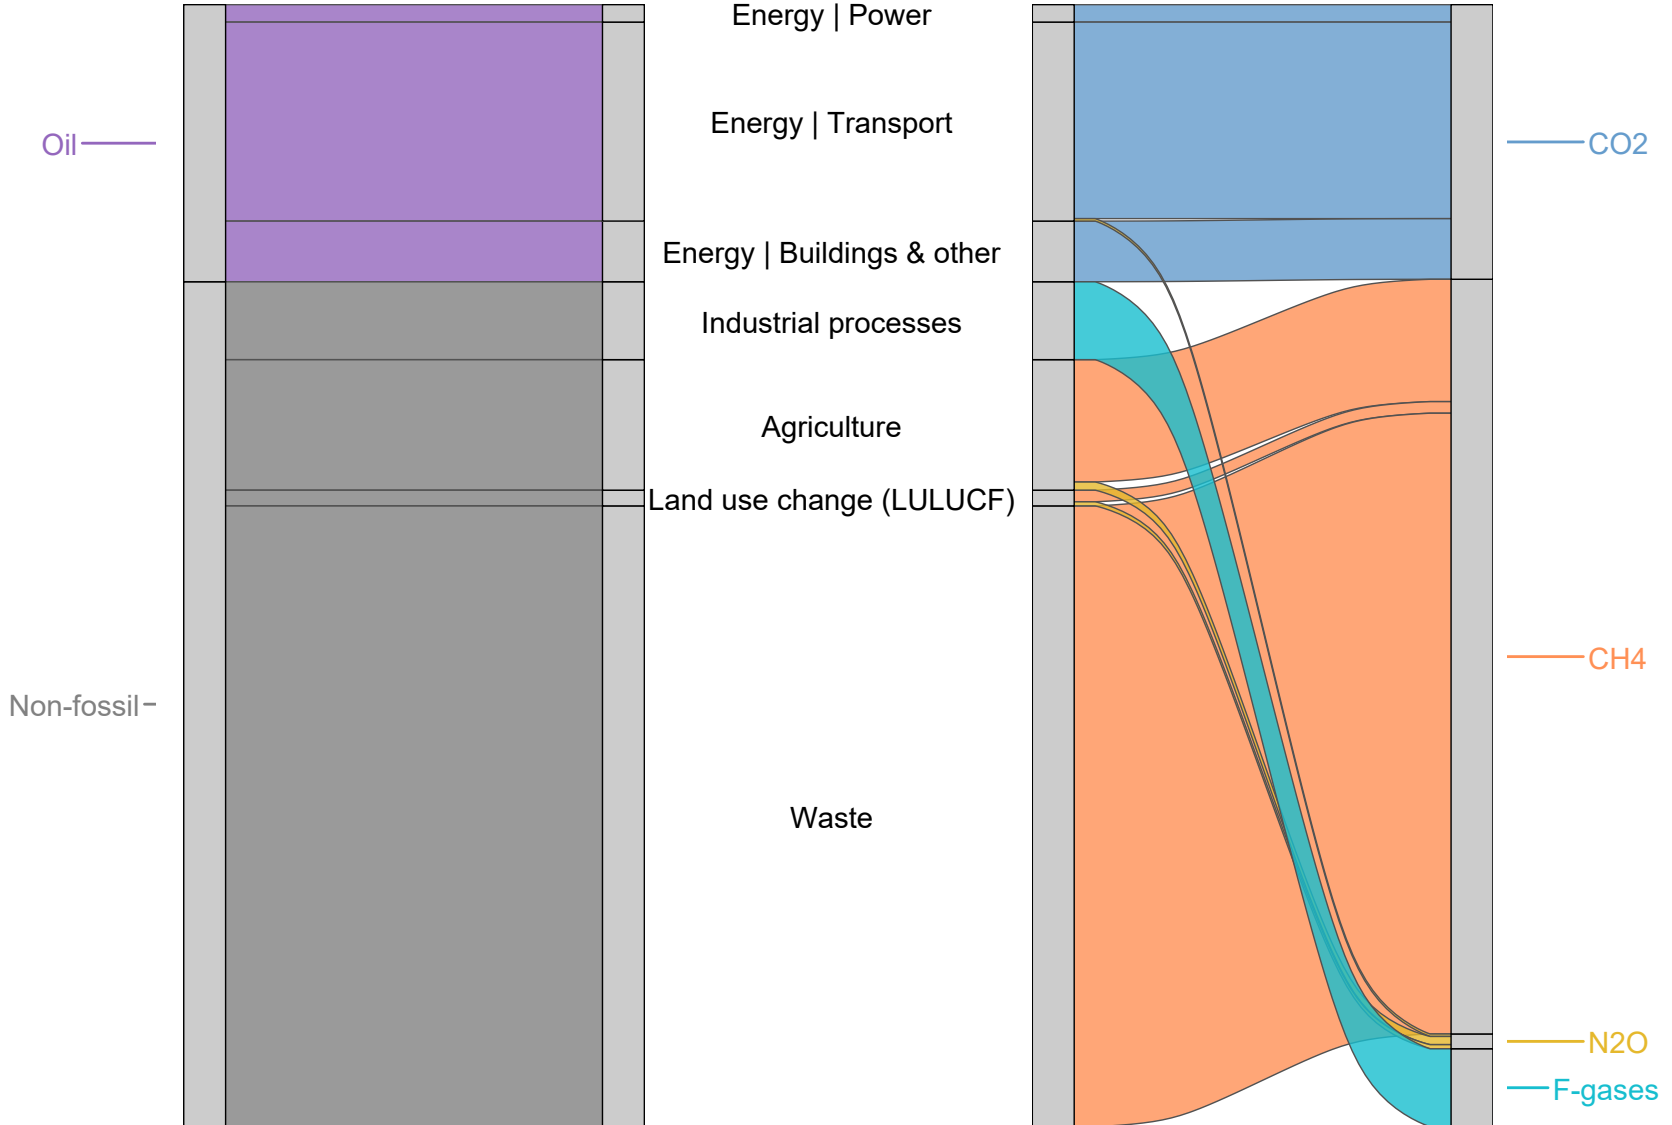 Energy | Power
Energy | Transport
Oil
CO2
Energy | Buildings & other
Industrial processes
Agriculture
Land use change (LULUCF)
CH4
Non-fossil
Waste
N2O
F-gases